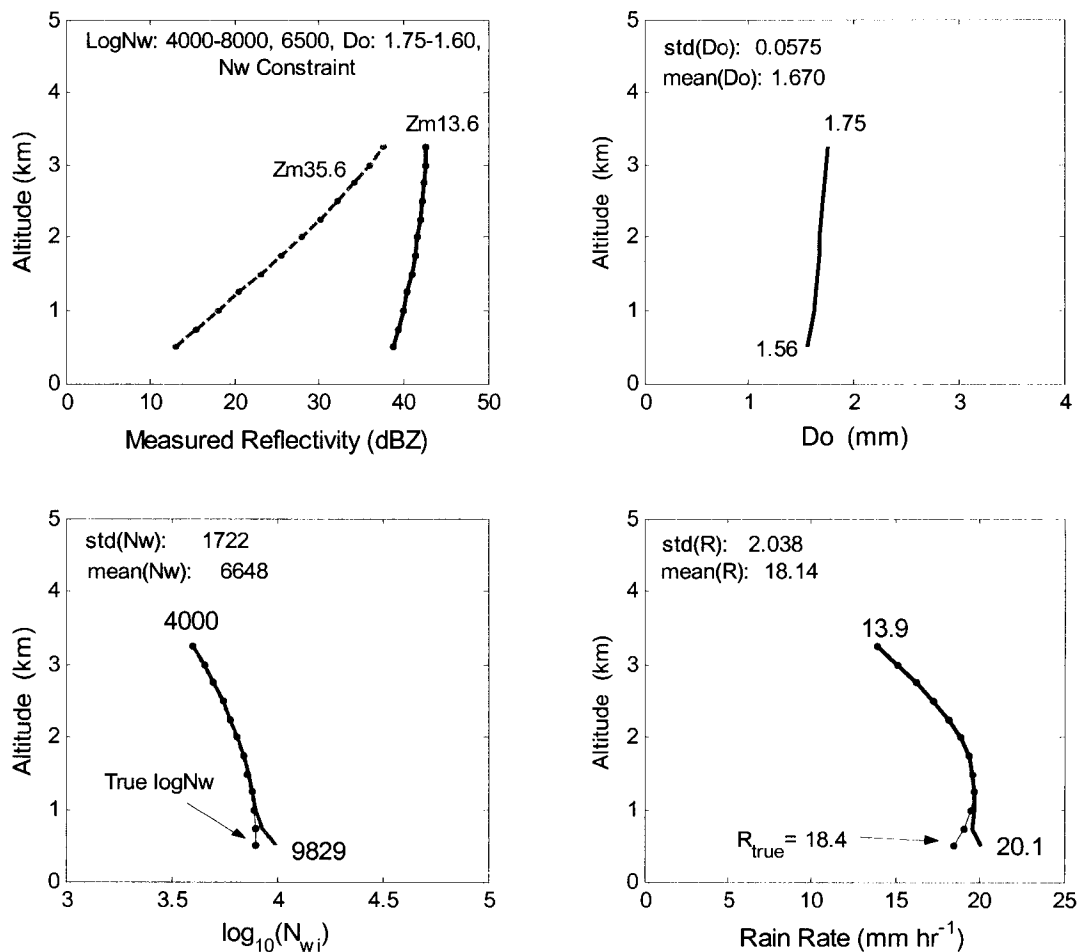 LogNw: 4000-8000, 6500, Do: 1.75-1.60,
Nw Constraint
Zm13.6
Zm35.6
5
4
3
2
1
0
Altitude (km)
0 10 20 30 40 50
Measured Reflectivity (dBZ)
std(Do): 0.0575
mean(Do): 1.670
1.75
1.56
5
4
3
2
1
0
Altitude (km)
0 1 2 3 4
Do (mm)
std(Nw): 1722
mean(Nw): 6648
4000
True logNw
9829
5
4
3
2
1
0
Altitude (km)
3 3.5 4 4.5 5
log10(Nwi)
std(R): 2.038
mean(R): 18.14
13.9
Rtrue= 18.4
20.1
5
4
3
2
1
0
Altitude (km)
0 5 10 15 20 25
Rain Rate (mm hr-1)